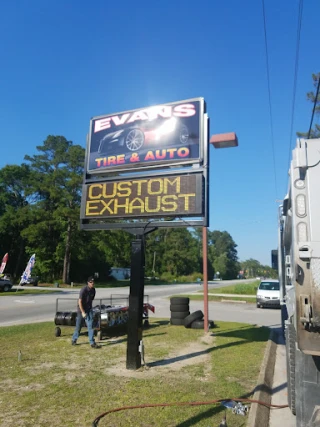 EVANS
TIRE & AUTO
CUSTOM
EXHAUST